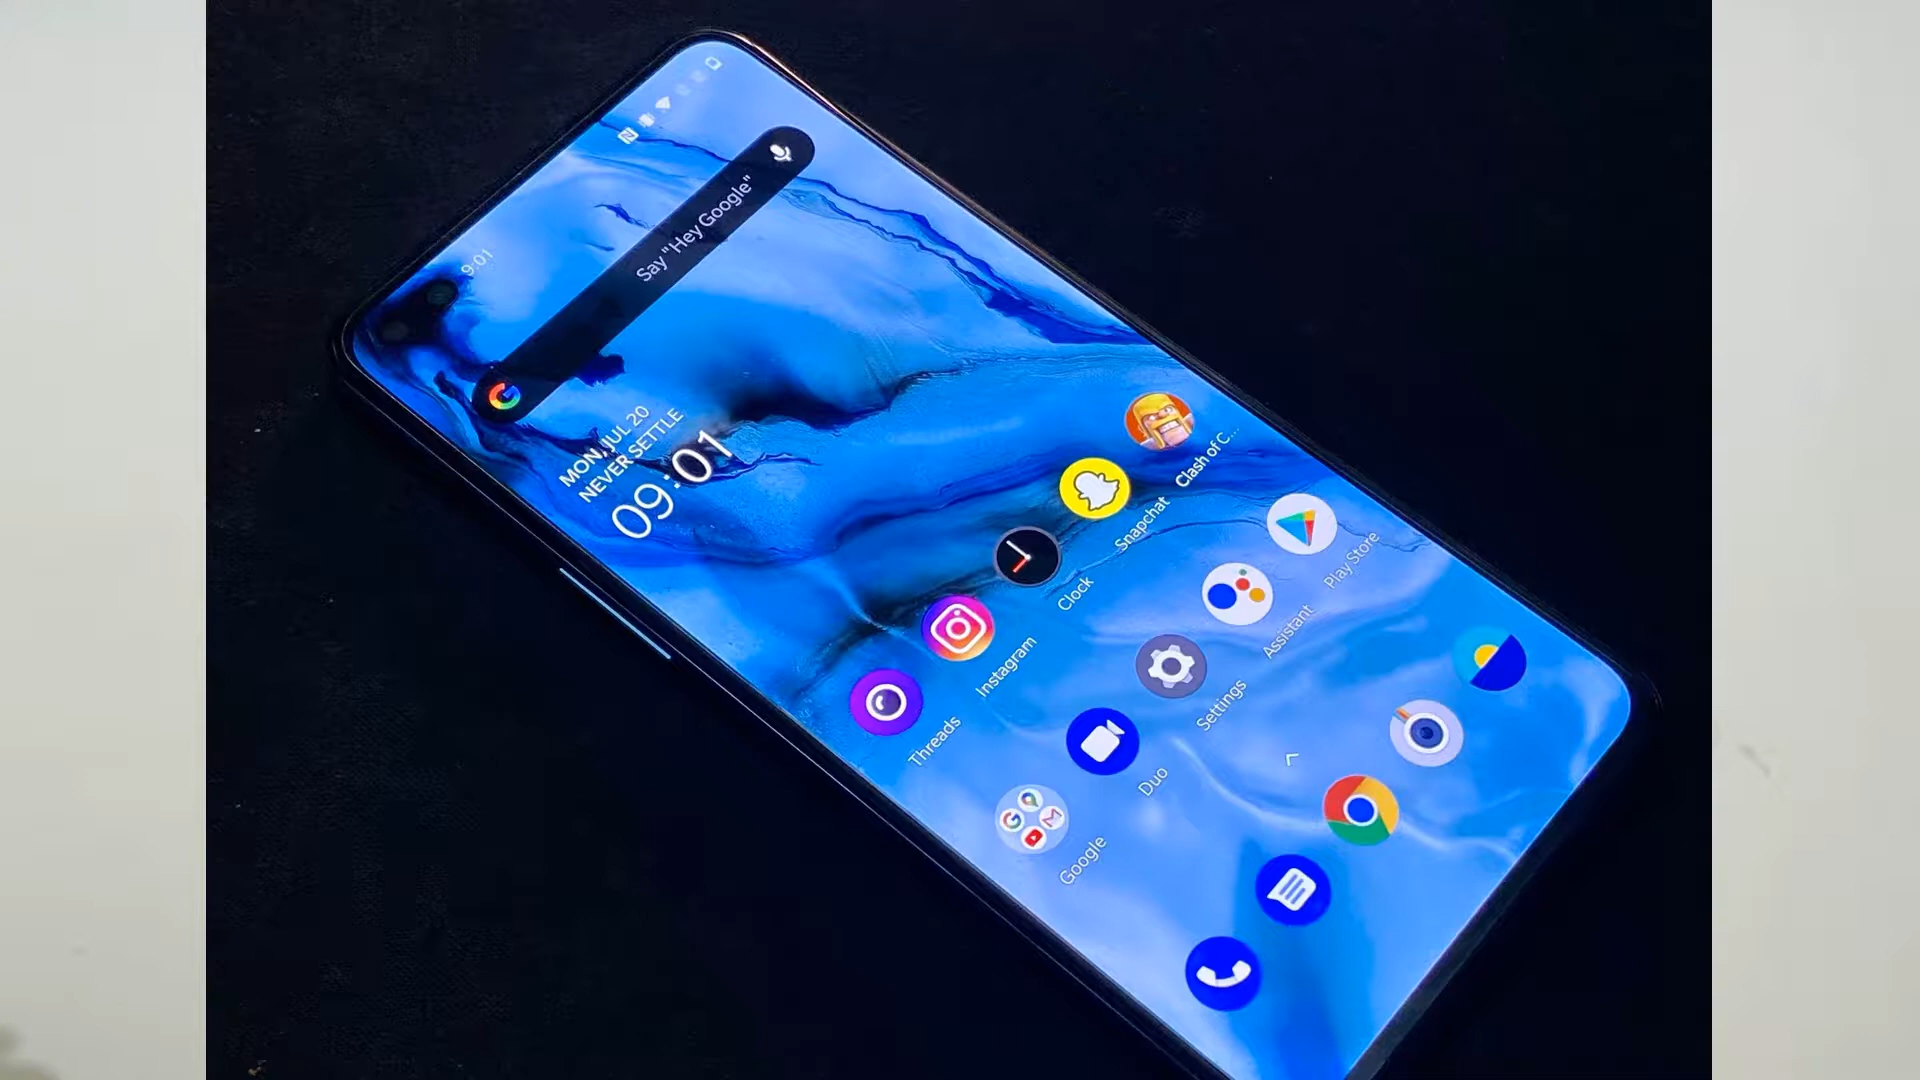 9:01
Say "Hey Google"
MON, JUL 20
NEVER SETTLE
09:01
Threads
Instagram
Clock
Snapchat
Clash of C...
Google
Duo
Settings
Assistant
Play Store